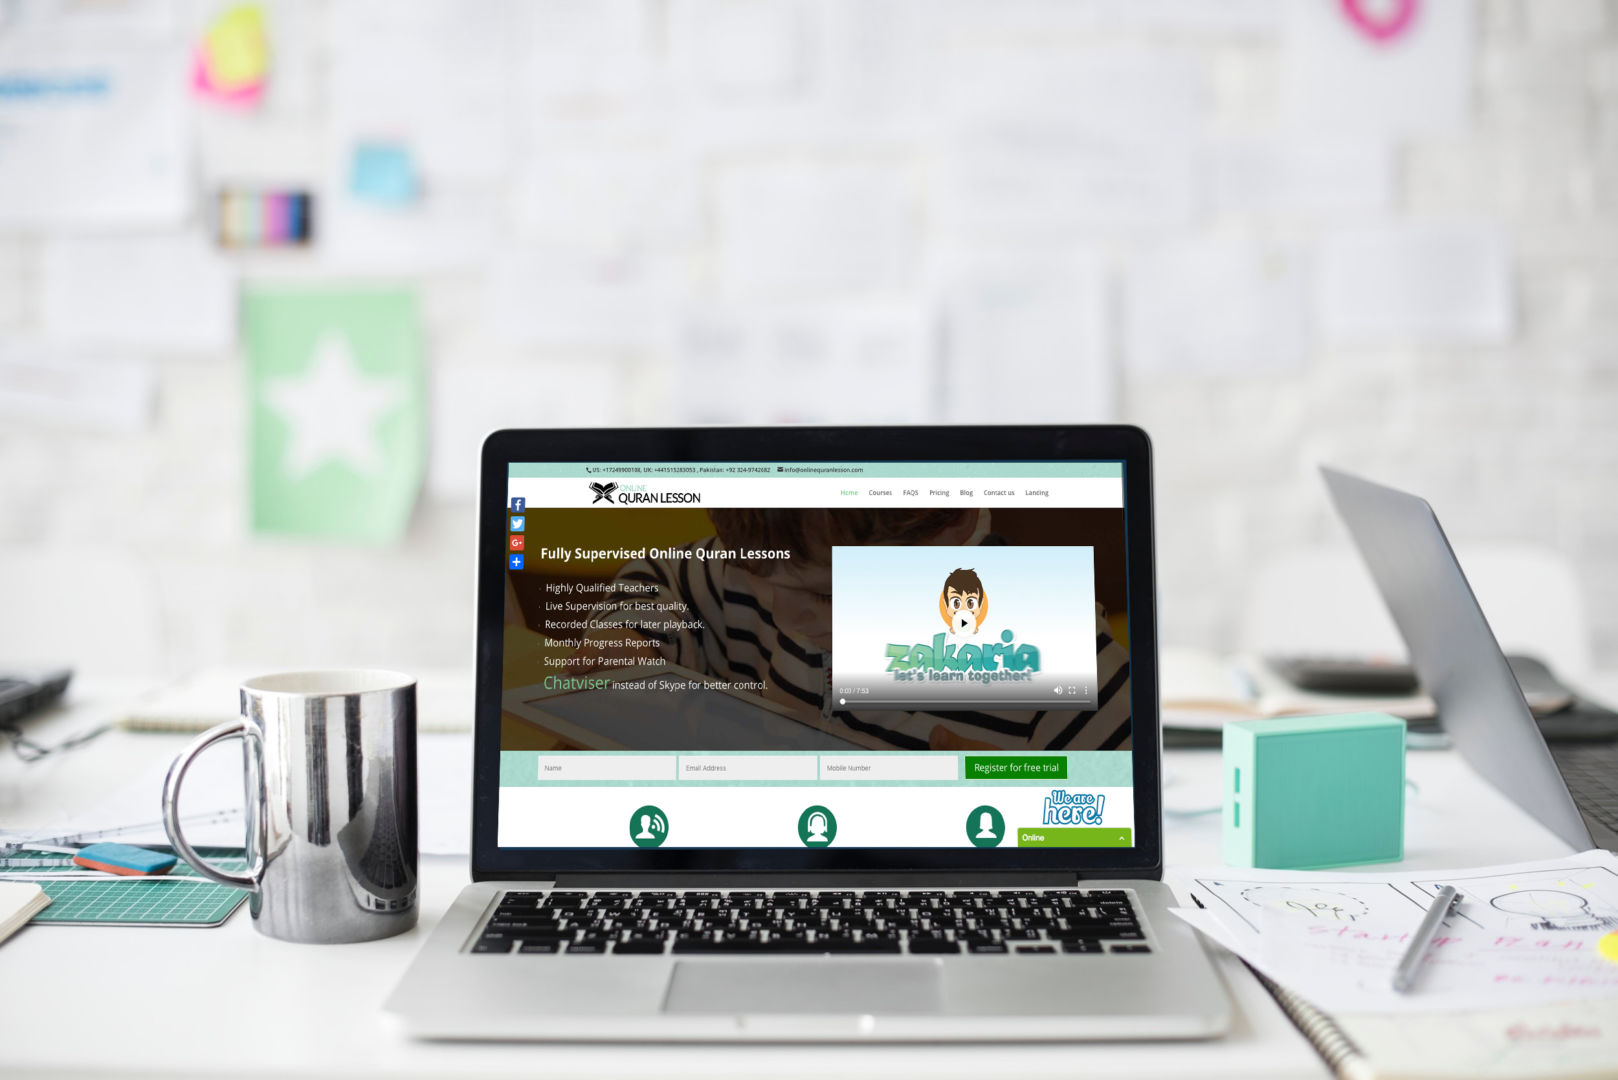 US: +17249900108, UK: +441515283053 , Pakistan: +92 324-9742682 info@onlinequranlesson.com
ONLINE
QURAN LESSON
Home Courses FAQS Pricing Blog Contact us Landing
Fully Supervised Online Quran Lessons
Highly Qualified Teachers
Live Supervision for best quality.
Recorded Classes for later playback.
Monthly Progress Reports
Support for Parental Watch
Chatviser instead of Skype for better control.
zakaria
let's learn together!
0:00 / 7:53
Name Email Address Mobile Number Register for free trial
We are
here!
Online